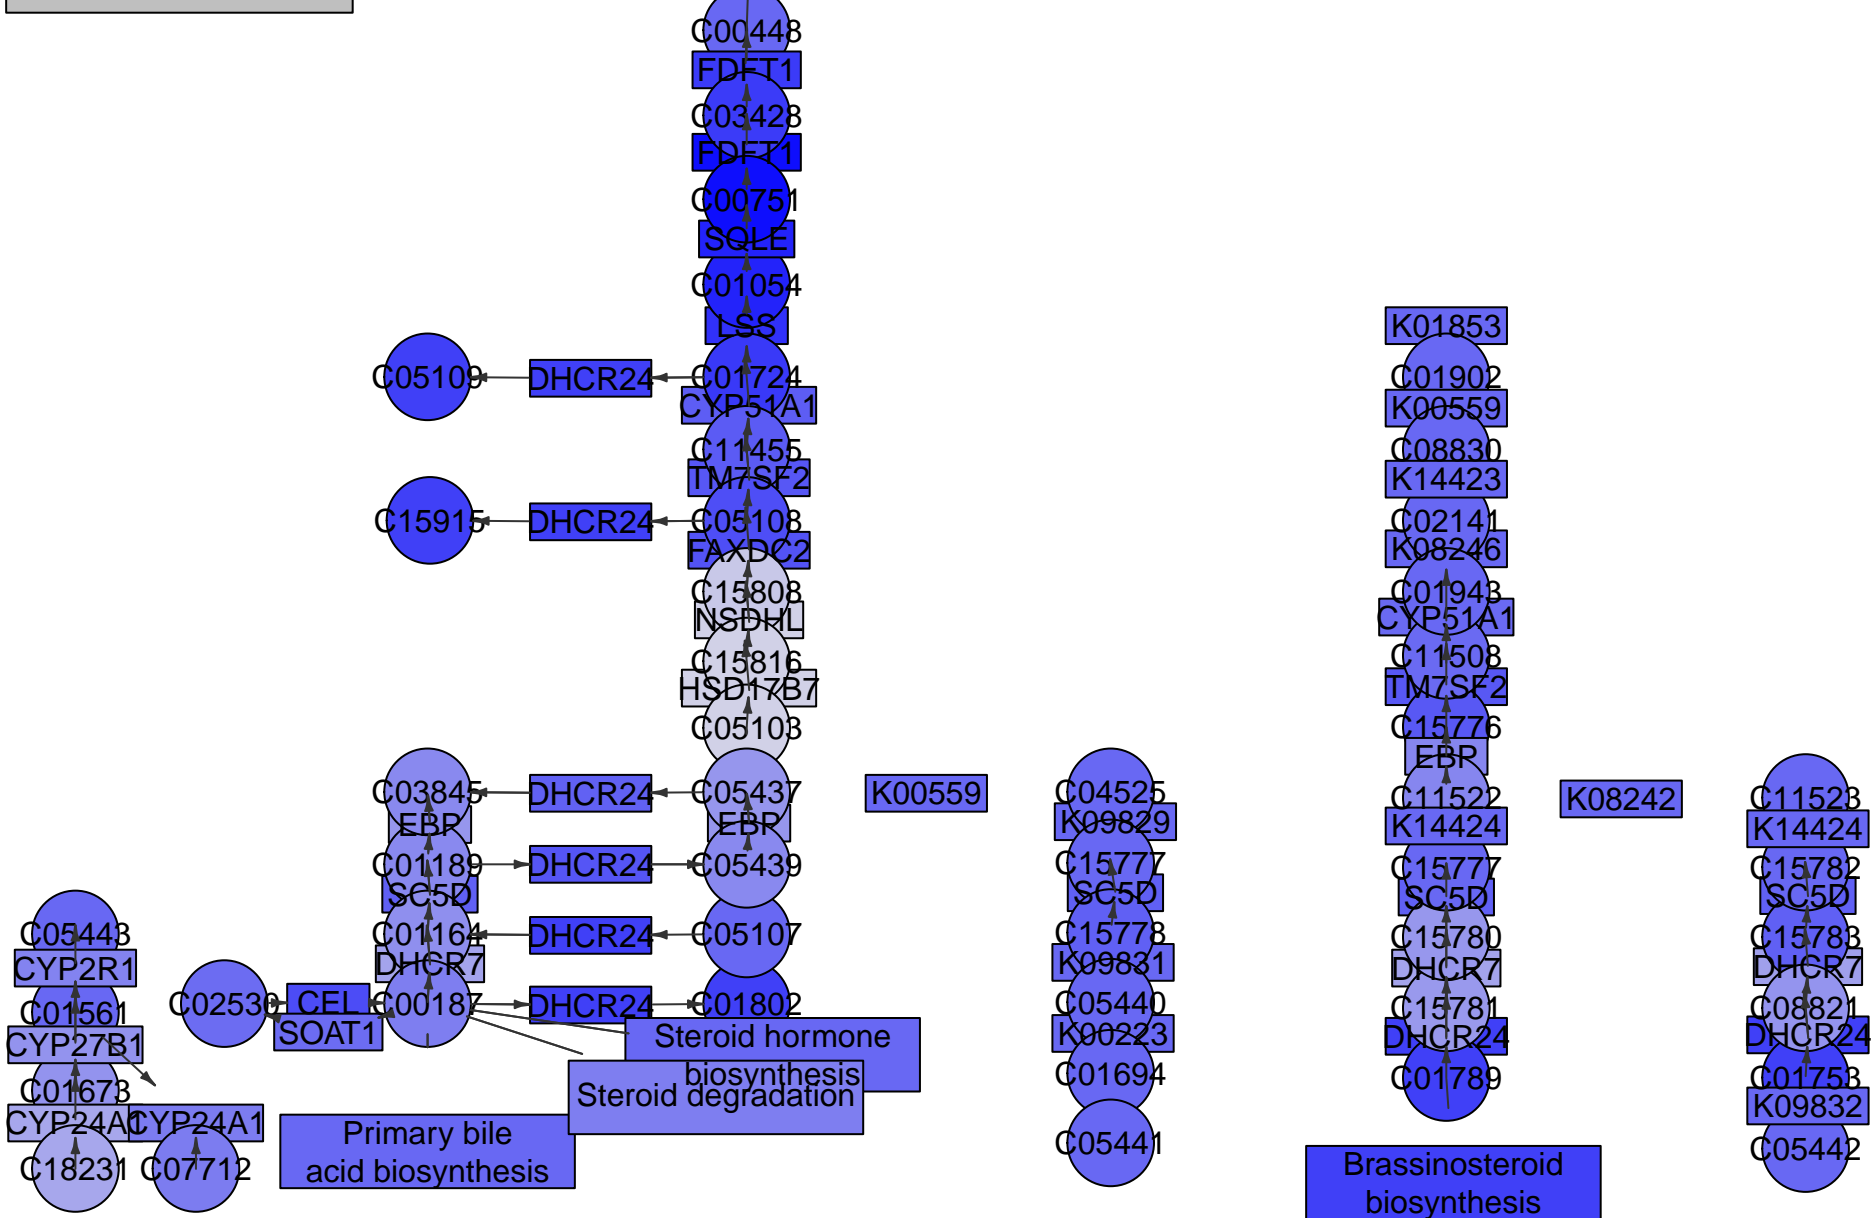 C00448
FDFT1
C03428
FDFT1
C00751
SQLE
C01054
LSS
C05109
DHCR24
C01724
CYP51A1
C11455
TM7SF2
C15915
DHCR24
C05108
FAXDC2
C15808
NSDHL
C15816
HSD17B7
C05103
C03845
DHCR24
C05437
EBP
EBP
C01189
DHCR24
C05439
SC5D
C01164
DHCR24
C05107
DHCR7
C02530
CEL
C00187
DHCR24
C01802
SOAT1
Steroid hormone
biosynthesis
Steroid degradation
Primary bile
acid biosynthesis
C05443
CYP2R1
C01561
CYP27B1
C01673
CYP24A1
CYP24A1
C18231
C07712
K00559
C04525
K09829
C15777
SC5D
C15778
K09831
C05440
K00223
C01694
C05441
K01853
C01902
K00559
C08830
K14423
C02141
K08246
C01943
CYP51A1
C11508
TM7SF2
C15776
EBP
C11522
K14424
C15777
SC5D
C15780
DHCR7
C15781
DHCR24
C01789
Brassinosteroid
biosynthesis
K08242
C11523
K14424
C15782
SC5D
C15783
DHCR7
C08821
DHCR24
C01753
K09832
C05442